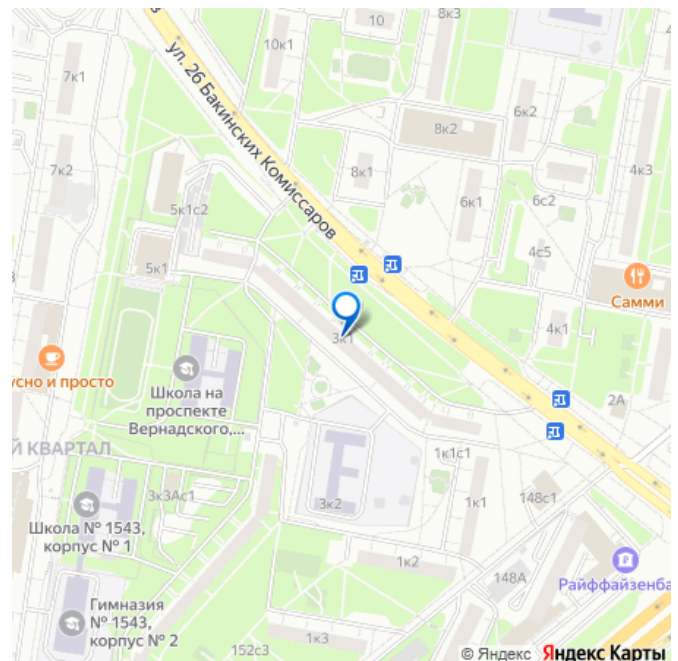 10
8к3
10к1
7к1
ул. 26 Бакинских Комиссаров
6к2
8к2
7к2
8к1
4к3
5к1с2
6к1
6с2
4с5
5к1
Самми
3к1
4к1
усно и просто
Школа на
проспекте
Вернадского,...
2А
Й КВАРТАЛ
1к1с1
3к3Ас1
3к2
1к1
148с1
Школа № 1543,
корпус № 1
1к2
148А
Райффайзенба
Гимназия
№ 1543,
корпус № 2
1к3
152с3
© Яндекс Яндекс Карты